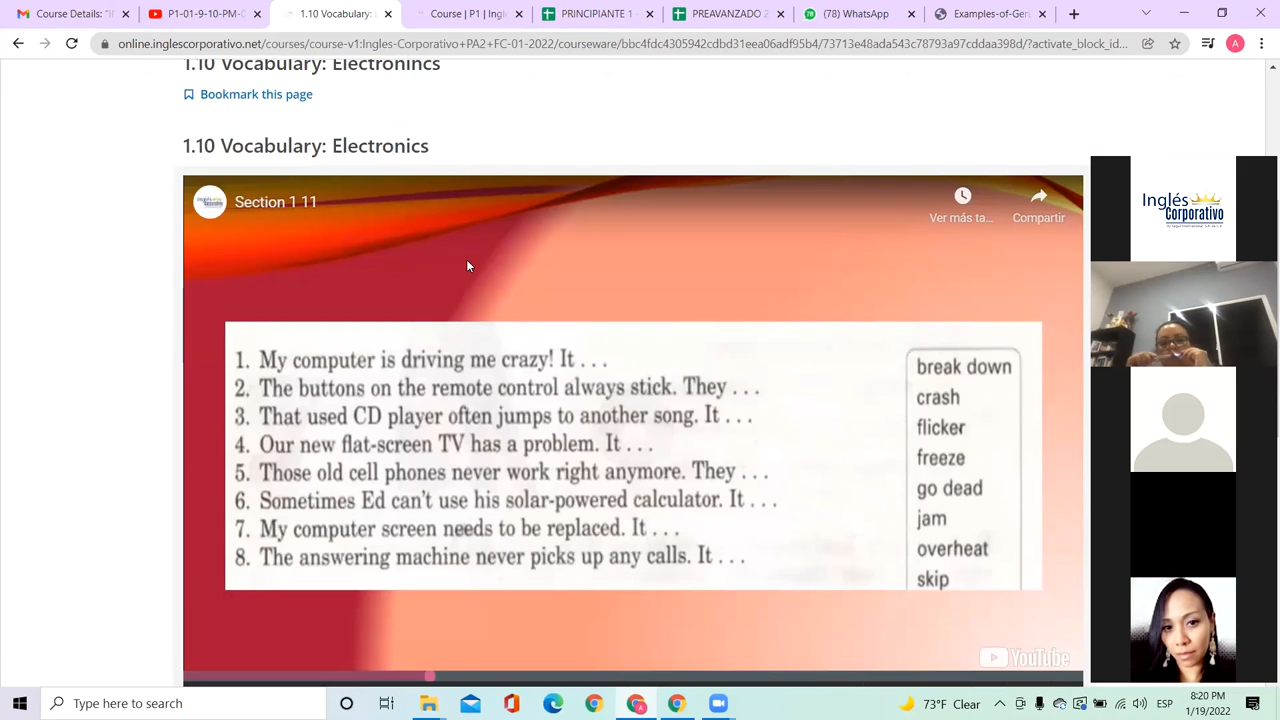 P1-01-9-10-PM-C
1.10 Vocabulary: Electronics
Course | P1 | Ingl
PRINCIPIANTE 1 -
PREAVANZADO 2
(78) WhatsApp
Examples-of-Geru
online.inglescorporativo.net/courses/course-v1:Ingles-Corporativo+PA2+EC-01-2022/courseware/bbc4fdc4305942cdbd31eea06adf05b4/73713e48ada543c78793a971ddaa398d/?activate_block_id...
A
1.10 Vocabulary: Electronincs
Bookmark this page
1.10 Vocabulary: Electronics
Section 1 11
Ver más ta...
Compartir
1. My computer is driving me crazy! It . . .
2. The buttons on the remote control always stick. They . . .
3. That used CD player often jumps to another song. It . . .
4. Our new flat-screen TV has a problem. It . . .
5. Those old cell phones never work right anymore. They . . .
6. Sometimes Ed can't use his solar-powered calculator. It . . .
7. My computer screen needs to be replaced. It . . .
8. The answering machine never picks up any calls. It . . .
break down
crash
flicker
freeze
go dead
jam
overheat
skip
YouTube
Inglés
Corporativo
Type here to search
73°F Clear
ESP
8:20 PM
1/19/2022